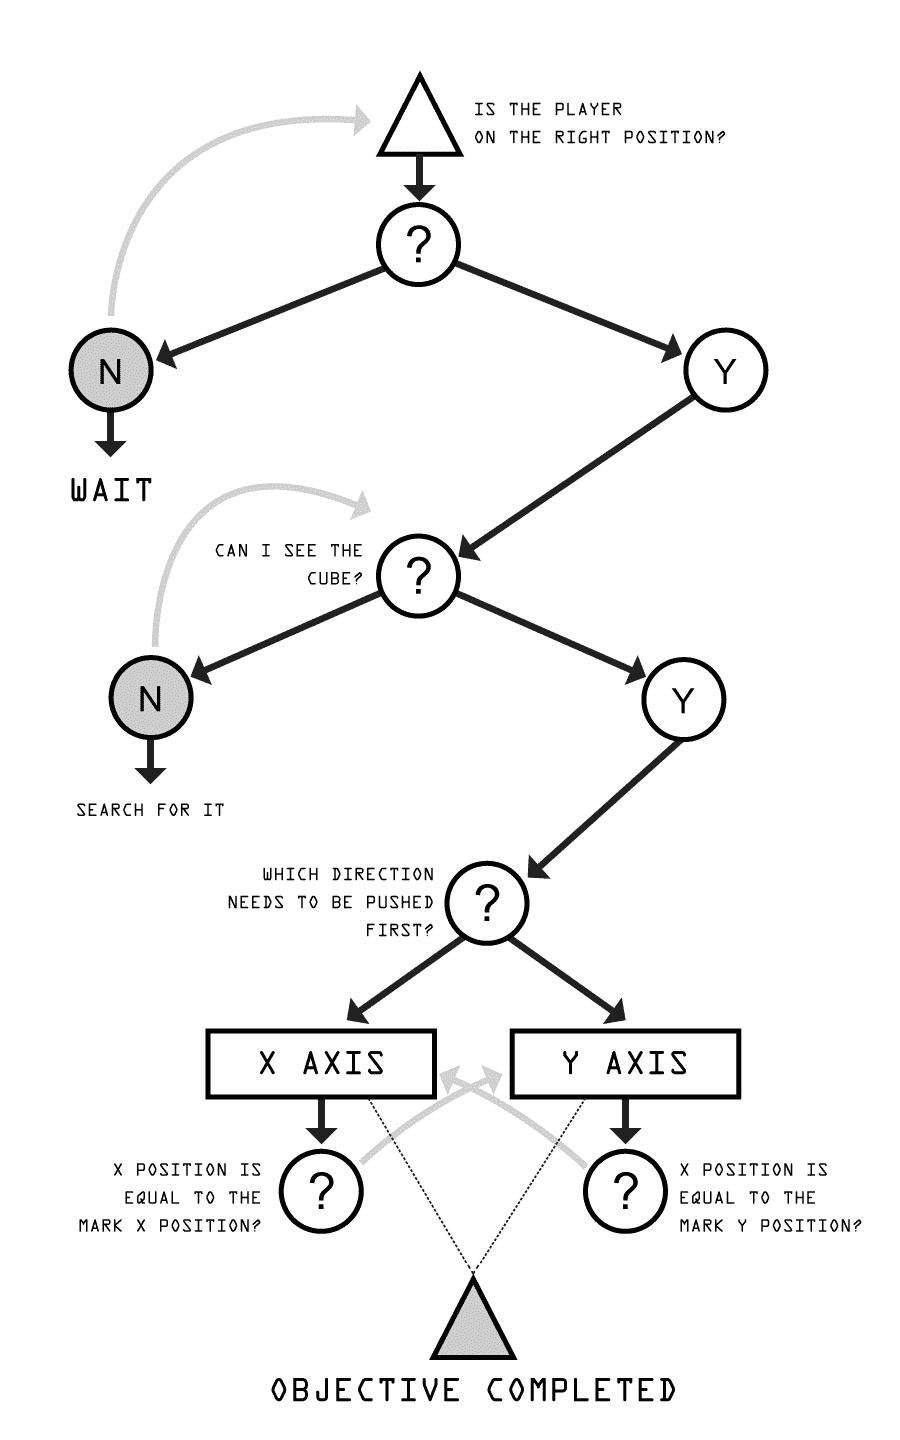 IS THE PLAYER
ON THE RIGHT POSITION?
?
N
Y
WAIT
CAN I SEE THE
CUBE?
?
N
Y
SEARCH FOR IT
WHICH DIRECTION
NEEDS TO BE PUSHED
FIRST?
?
X AXIS
Y AXIS
X POSITION IS
EQUAL TO THE
MARK X POSITION?
?
?
X POSITION IS
EQUAL TO THE
MARK Y POSITION?
OBJECTIVE COMPLETED